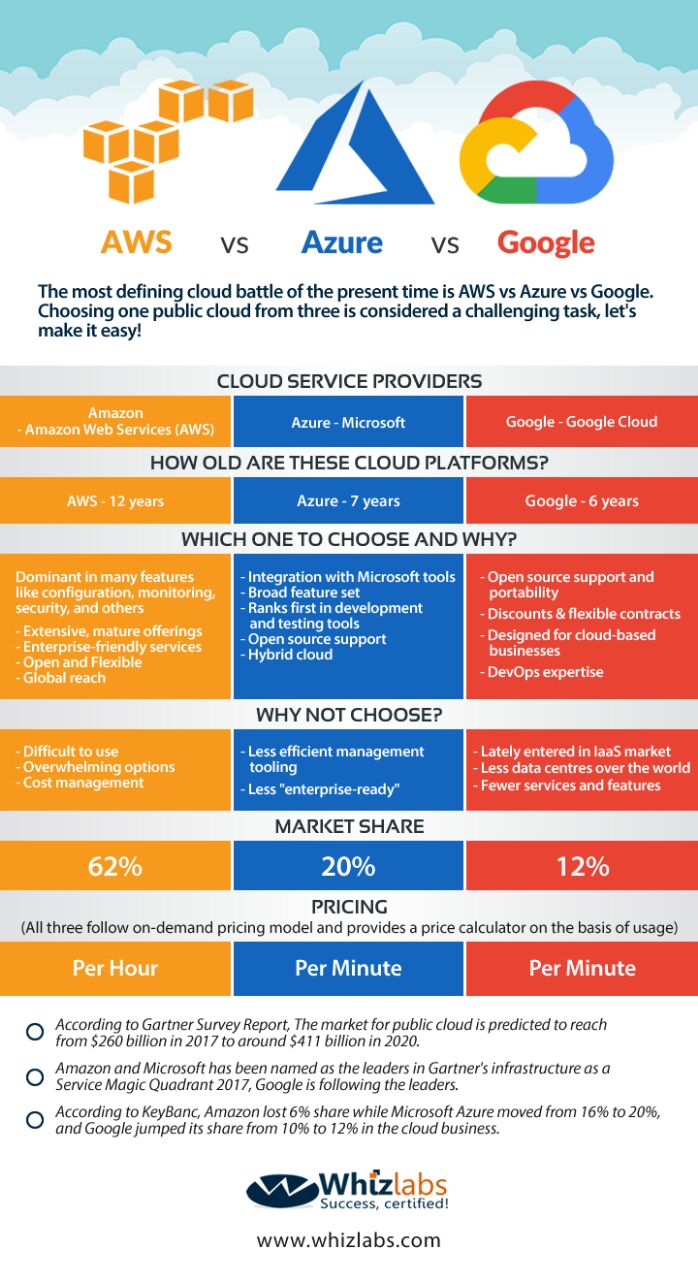 AWS vs Azure vs Google
The most defining cloud battle of the present time is AWS vs Azure vs Google.
Choosing one public cloud from three is considered a challenging task, let's
make it easy!
CLOUD SERVICE PROVIDERS
Amazon
- Amazon Web Services (AWS)
Azure - Microsoft
Google - Google Cloud
HOW OLD ARE THESE CLOUD PLATFORMS?
AWS - 12 years
Azure - 7 years
Google - 6 years
WHICH ONE TO CHOOSE AND WHY?
Dominant in many features
like configuration, monitoring,
security, and others
- Extensive, mature offerings
- Enterprise-friendly services
- Open and Flexible
- Global reach
- Integration with Microsoft tools
- Broad feature set
- Ranks first in development
and testing tools
- Open source support
- Hybrid cloud
- Open source support and
portability
- Discounts & flexible contracts
- Designed for cloud-based
businesses
- DevOps expertise
WHY NOT CHOOSE?
- Difficult to use
- Overwhelming options
- Cost management
- Less efficient management
tooling
- Less "enterprise-ready"
- Lately entered in IaaS market
- Less data centres over the world
- Fewer services and features
MARKET SHARE
62%
20%
12%
PRICING
(All three follow on-demand pricing model and provides a price calculator on the basis of usage)
Per Hour
Per Minute
Per Minute
According to Gartner Survey Report, The market for public cloud is predicted to reach
from $260 billion in 2017 to around $411 billion in 2020.
Amazon and Microsoft has been named as the leaders in Gartner's infrastructure as a
Service Magic Quadrant 2017, Google is following the leaders.
According to KeyBanc, Amazon lost 6% share while Microsoft Azure moved from 16% to 20%,
and Google jumped its share from 10% to 12% in the cloud business.
Whizlabs
Success, certified!
www.whizlabs.com